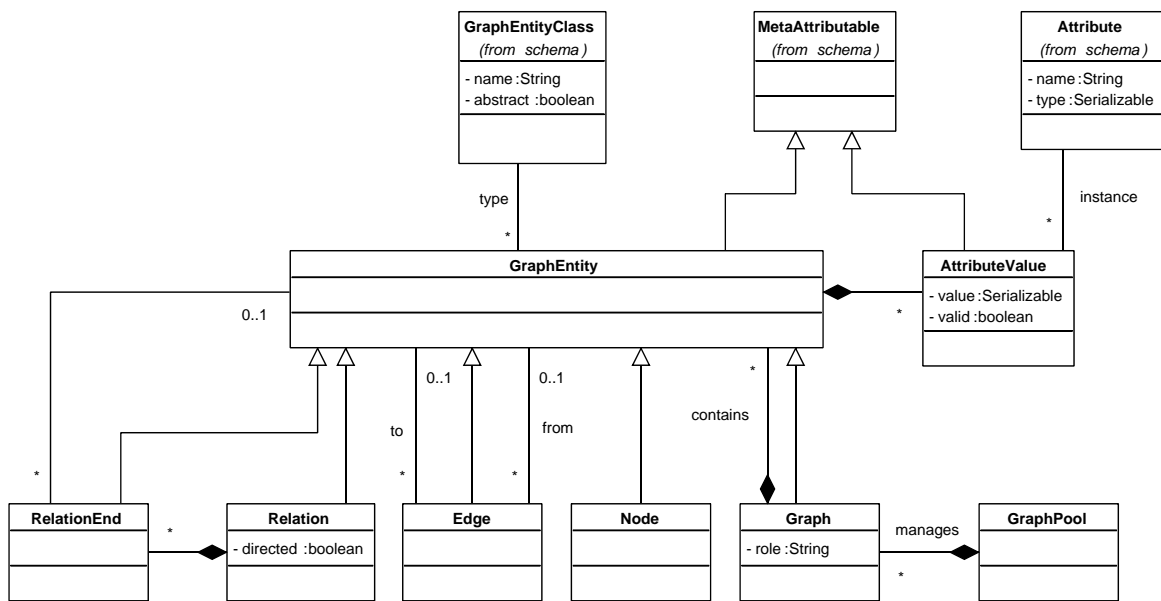 GraphEntityClass
(from schema)
- name :String
- abstract :boolean
MetaAttributable
(from schema)
Attribute
(from schema)
- name :String
- type :Serializable
type
*
instance
*
GraphEntity
0..1
AttributeValue
- value :Serializable
- valid :boolean
*
0..1
0..1
*
to
from
contains
*
*
*
RelationEnd
*
Relation
- directed :boolean
Edge
Node
Graph
- role :String
manages
*
GraphPool